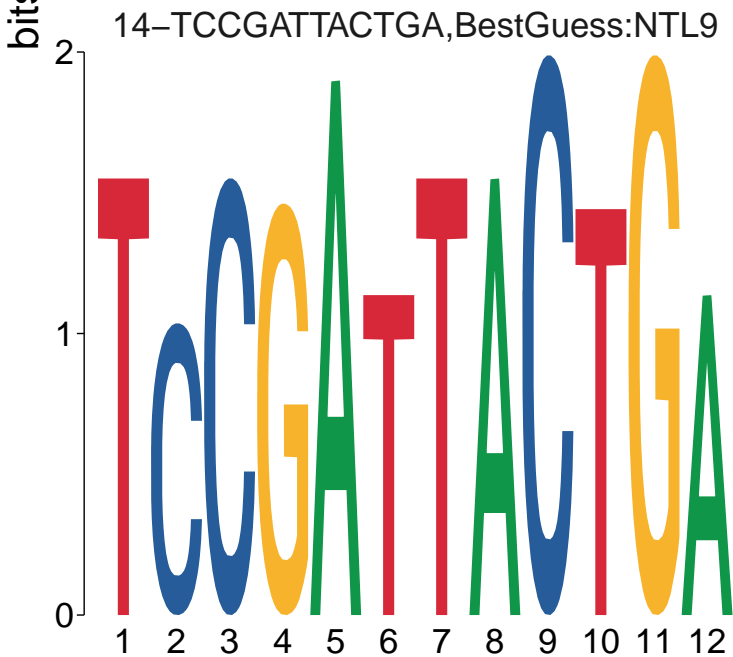 14−TCCGATTACTGA,BestGuess:NTL9
bits
2
1
0
TCCGATTACTGA
1 2 3 4 5 6 7 8 9 10 11 12